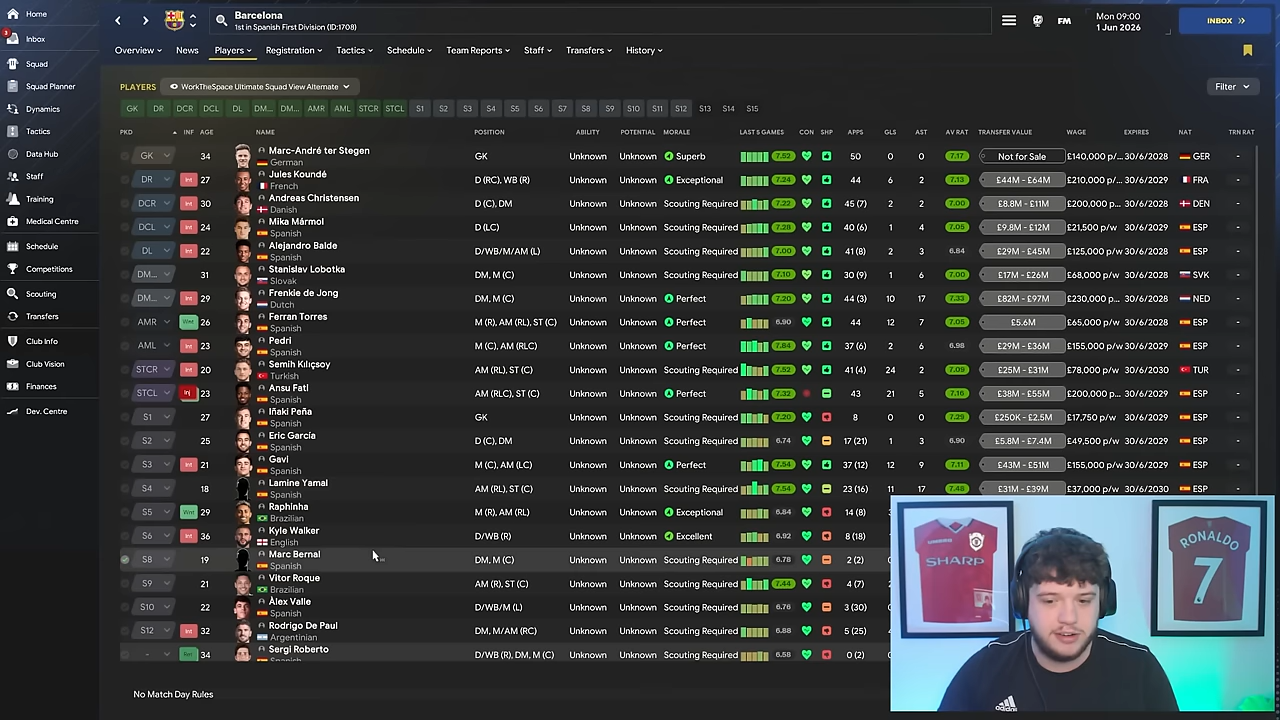 Home
Barcelona
1st in Spanish First Division (ID:1708)
FM
Mon 09:00
1 Jun 2026
INBOX
3
Inbox
Squad
Squad Planner
Dynamics
Tactics
Data Hub
Staff
Training
Medical Centre
Schedule
Competitions
Scouting
Transfers
Club Info
Club Vision
Finances
Dev. Centre
Overview News Players Registration Tactics Schedule Team Reports Staff Transfers History
PLAYERS WorkTheSpace Ultimate Squad View Alternate Filter
GK DR DCR DCL DL DM... DM... AMR AML STCR STCL S1 S2 S3 S4 S5 S6 S7 S8 S9 S10 S11 S12 S13 S14 S15
PKD INF AGE NAME POSITION ABILITY POTENTIAL MORALE LAST 5 GAMES CON SHP APPS GLS AST AV RAT TRANSFER VALUE WAGE EXPIRES NAT TRN RAT
GK 34 Marc-André ter Stegen German GK Unknown Unknown Superb 7.52 50 0 0 7.17 Not for Sale £140,000 p/... 30/6/2028 GER -
DR Int 27 Jules Koundé French D (RC), WB (R) Unknown Unknown Exceptional 7.24 44 6 2 7.13 £44M - £64M £210,000 p/... 30/6/2029 FRA -
DCR Int 30 Andreas Christensen Danish D (C), DM Unknown Unknown Scouting Required 7.22 45 (7) 2 2 7.00 £8.8M - £11M £200,000 p... 30/6/2029 DEN -
DCL Int 24 Mika Mármol Spanish D (LC) Unknown Unknown Scouting Required 7.28 40 (6) 1 4 7.05 £9.8M - £12M £21,500 p/w 30/6/2029 ESP -
DL Int 22 Alejandro Balde Spanish D/WB/M/AM (L) Unknown Unknown Scouting Required 7.00 41 (8) 2 3 6.84 £29M - £45M £125,000 p/w 30/6/2029 ESP -
DM... 31 Stanislav Lobotka Slovak DM, M (C) Unknown Unknown Scouting Required 7.10 30 (9) 1 6 7.00 £17M - £26M £68,000 p/w 30/6/2028 SVK -
DM... Int 29 Frenkie de Jong Dutch DM, M (C) Unknown Unknown Perfect 7.20 44 (3) 10 17 7.33 £82M - £97M £230,000 p... 30/6/2028 NED -
AMR Wnt 26 Ferran Torres Spanish M (R), AM (RL), ST (C) Unknown Unknown Perfect 6.90 44 12 7 7.05 £5.6M £65,000 p/w 30/6/2028 ESP -
AML Int 23 Pedri Spanish M (C), AM (RLC) Unknown Unknown Perfect 7.84 37 (6) 2 6 6.98 £29M - £36M £155,000 p/w 30/6/2028 ESP -
STCR Int 20 Semih Kılıçsoy Turkish AM (RL), ST (C) Unknown Unknown Scouting Required 7.52 41 (4) 24 2 7.09 £25M - £31M £78,000 p/w 30/6/2030 TUR -
STCL Inj 23 Ansu Fati Spanish AM (RLC), ST (C) Unknown Unknown Perfect 7.32 43 21 5 7.16 £38M - £55M £200,000 p... 30/6/2028 ESP -
S1 27 Iñaki Peña Spanish GK Unknown Unknown Scouting Required 7.20 8 0 0 7.29 £250K - £2.5M £17,750 p/w 30/6/2029 ESP -
S2 25 Eric García Spanish D (C), DM Unknown Unknown Scouting Required 6.74 17 (21) 1 3 6.90 £5.8M - £7.4M £49,500 p/w 30/6/2029 ESP -
S3 Int 21 Gavi Spanish M (C), AM (LC) Unknown Unknown Perfect 7.54 37 (12) 12 9 7.11 £43M - £51M £155,000 p/w 30/6/2029 ESP -
S4 18 Lamine Yamal Spanish AM (RL), ST (C) Unknown Unknown Scouting Required 7.54 23 (16) 11 17 7.48 £31M - £39M £37,000 p/w 30/6/2030 ESP -
S5 Wnt 29 Raphinha Brazilian M (R), AM (RL) Unknown Unknown Exceptional 6.84 14 (8)
S6 Int 36 Kyle Walker English D/WB (R) Unknown Unknown Excellent 6.92 8 (18)
S8 19 Marc Bernal Spanish DM, M (C) Unknown Unknown Scouting Required 6.78 2 (2)
S9 21 Vitor Roque Brazilian AM (R), ST (C) Unknown Unknown Scouting Required 7.44 4 (7)
S10 22 Àlex Valle Spanish D/WB/M (L) Unknown Unknown Scouting Required 6.76 3 (30)
S12 Int 32 Rodrigo De Paul Argentinian DM, M/AM (RC) Unknown Unknown Scouting Required 6.88 5 (25)
- 34 Sergi Roberto Spanish D/WB (R), DM, M (C) Unknown Unknown Scouting Required 6.58 0 (2)
No Match Day Rules
SHARP
RONALDO
7
adidas